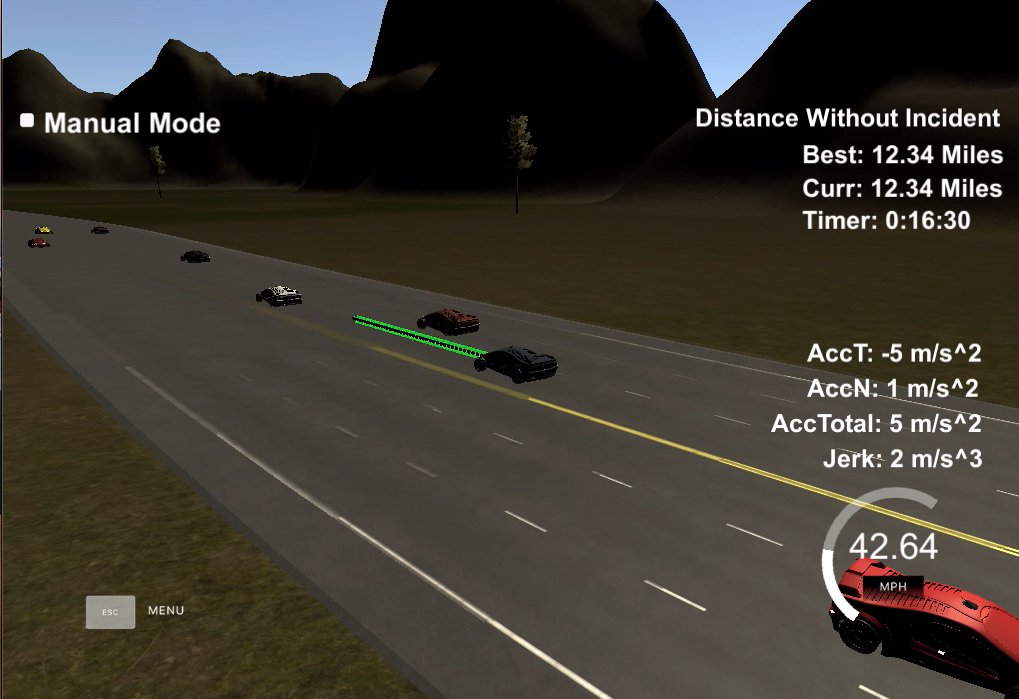 Manual Mode
Distance Without Incident
Best: 12.34 Miles
Curr: 12.34 Miles
Timer: 0:16:30
AccT: -5 m/s^2
AccN: 1 m/s^2
AccTotal: 5 m/s^2
Jerk: 2 m/s^3
42.64
MPH
ESC MENU